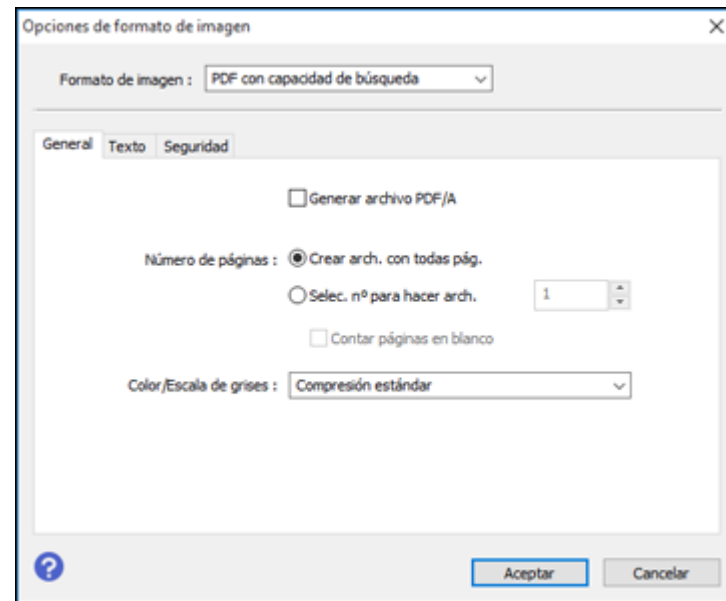 Opciones de formato de imagen
Formato de imagen : PDF con capacidad de búsqueda
General Texto Seguridad
Generar archivo PDF/A
Número de páginas : Crear arch. con todas pág.
Selec. nº para hacer arch. 1
Contar páginas en blanco
Color/Escala de grises : Compresión estándar
? Aceptar Cancelar